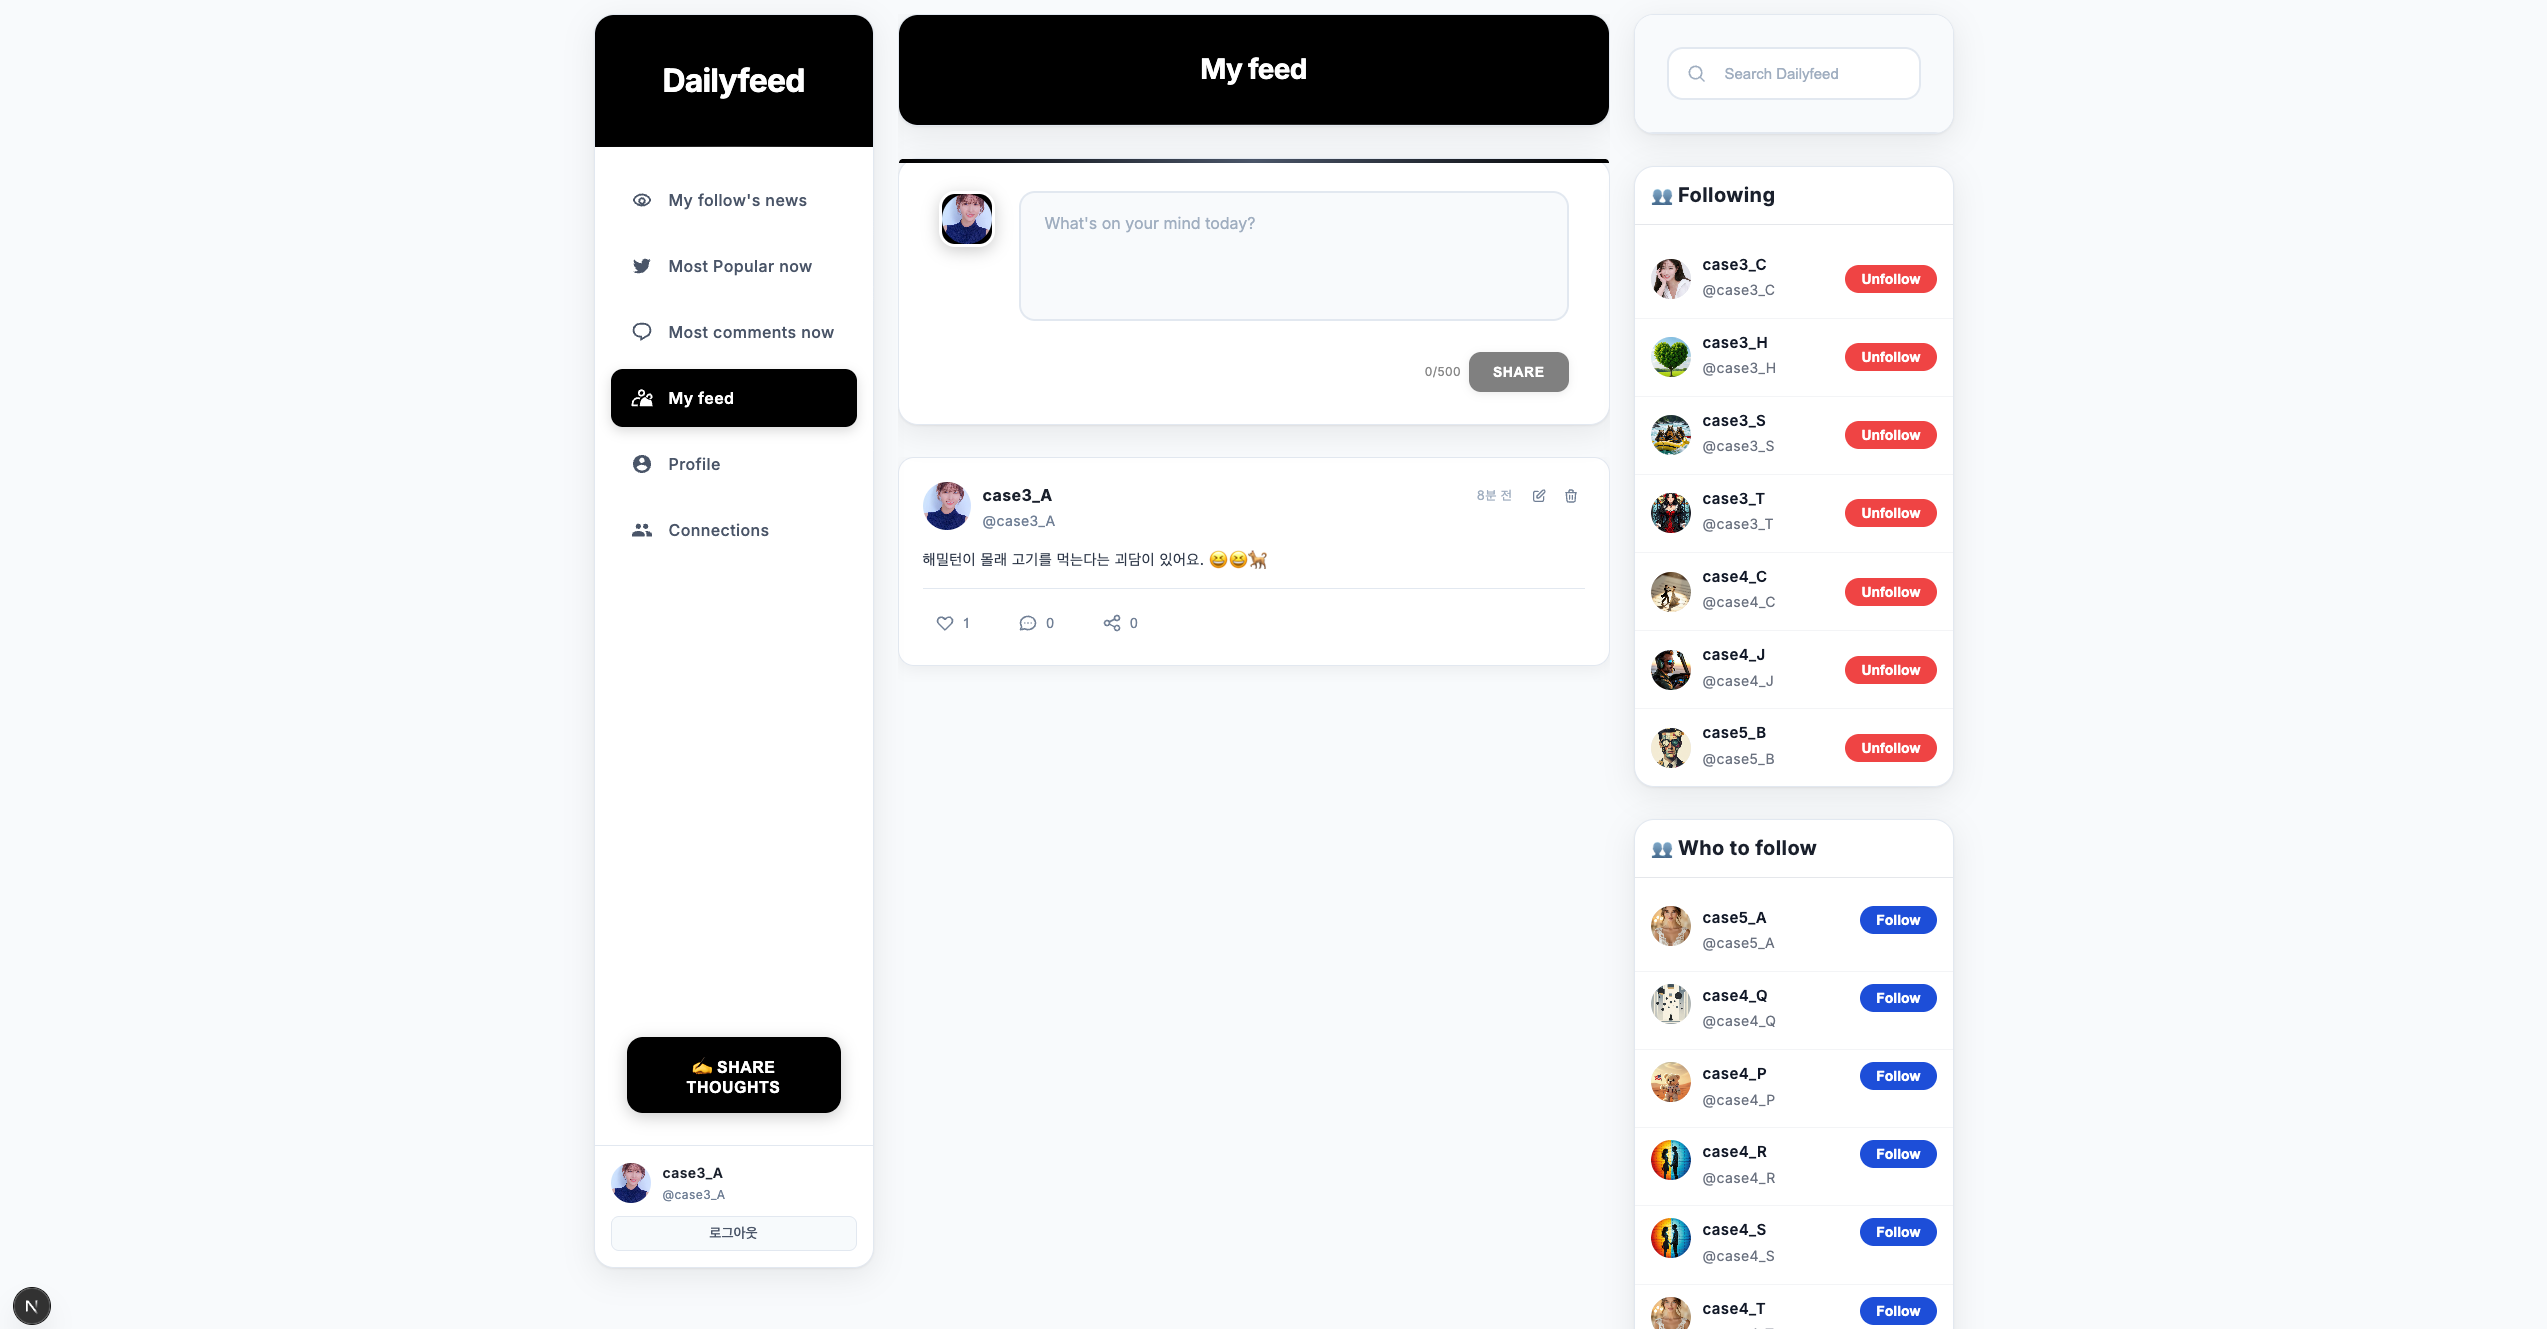 Dailyfeed
My follow's news
Most Popular now
Most comments now
My feed
Profile
Connections
✍️ SHARE
THOUGHTS
case3_A
@case3_A
로그아웃
My feed
What's on your mind today?
0/500
SHARE
case3_A
@case3_A
8분 전
해밀턴이 몰래 고기를 먹는다는 괴담이 있어요. 😆😆🐕
1
0
0
Search Dailyfeed
👥 Following
case3_C
@case3_C
Unfollow
case3_H
@case3_H
Unfollow
case3_S
@case3_S
Unfollow
case3_T
@case3_T
Unfollow
case4_C
@case4_C
Unfollow
case4_J
@case4_J
Unfollow
case5_B
@case5_B
Unfollow
👥 Who to follow
case5_A
@case5_A
Follow
case4_Q
@case4_Q
Follow
case4_P
@case4_P
Follow
case4_R
@case4_R
Follow
case4_S
@case4_S
Follow
case4_T
Follow
N